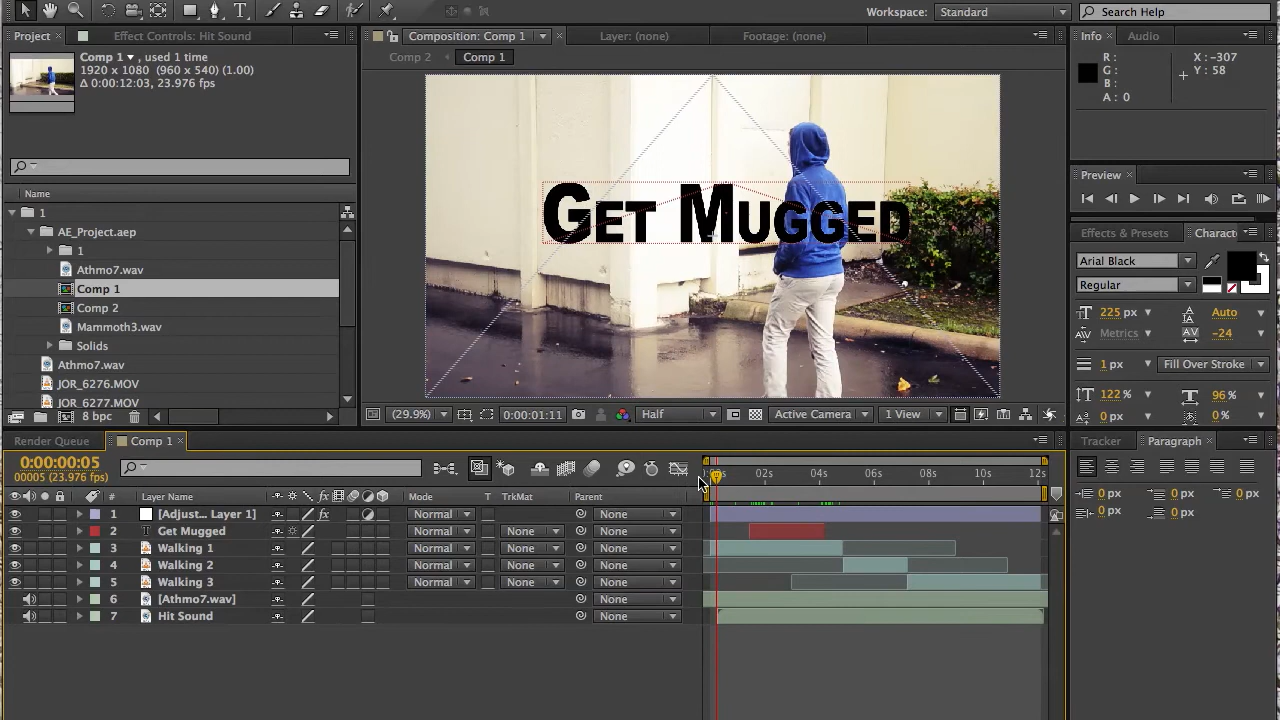 Workspace: Standard
Search Help
Project
Effect Controls: Hit Sound
Composition: Comp 1
Layer: (none)
Footage: (none)
Info
Audio
Comp 1 , used 1 time
1920 x 1080 (960 x 540) (1.00)
Δ 0:00:12:03, 23.976 fps
Comp 2
Comp 1
R :
G :
B :
A : 0
X : -307
Y : 58
Name
1
AE_Project.aep
1
Athmo7.wav
Comp 1
Comp 2
Mammoth3.wav
Solids
Athmo7.wav
JOR_6276.MOV
JOR_6277.MOV
8 bpc
Get Mugged
(29.9%)
0:00:01:11
Half
Active Camera
1 View
Preview
Effects & Presets
Charact
Arial Black
Regular
225 px
Auto
Metrics
-24
1 px
Fill Over Stroke
122 %
96 %
0 px
0 %
Render Queue
Comp 1
Tracker
Paragraph
0:00:00:05
00005 (23.976 fps)
02s
04s
06s
08s
10s
12s
#
Layer Name
fx
Mode
T
TrkMat
Parent
1 [Adjust... Layer 1] fx Normal None
2 T Get Mugged Normal None None
3 Walking 1 Normal None None
4 Walking 2 Normal None None
5 Walking 3 Normal None None
6 [Athmo7.wav] None
7 Hit Sound None
0 px
0 px
0 px
0 px
0 px